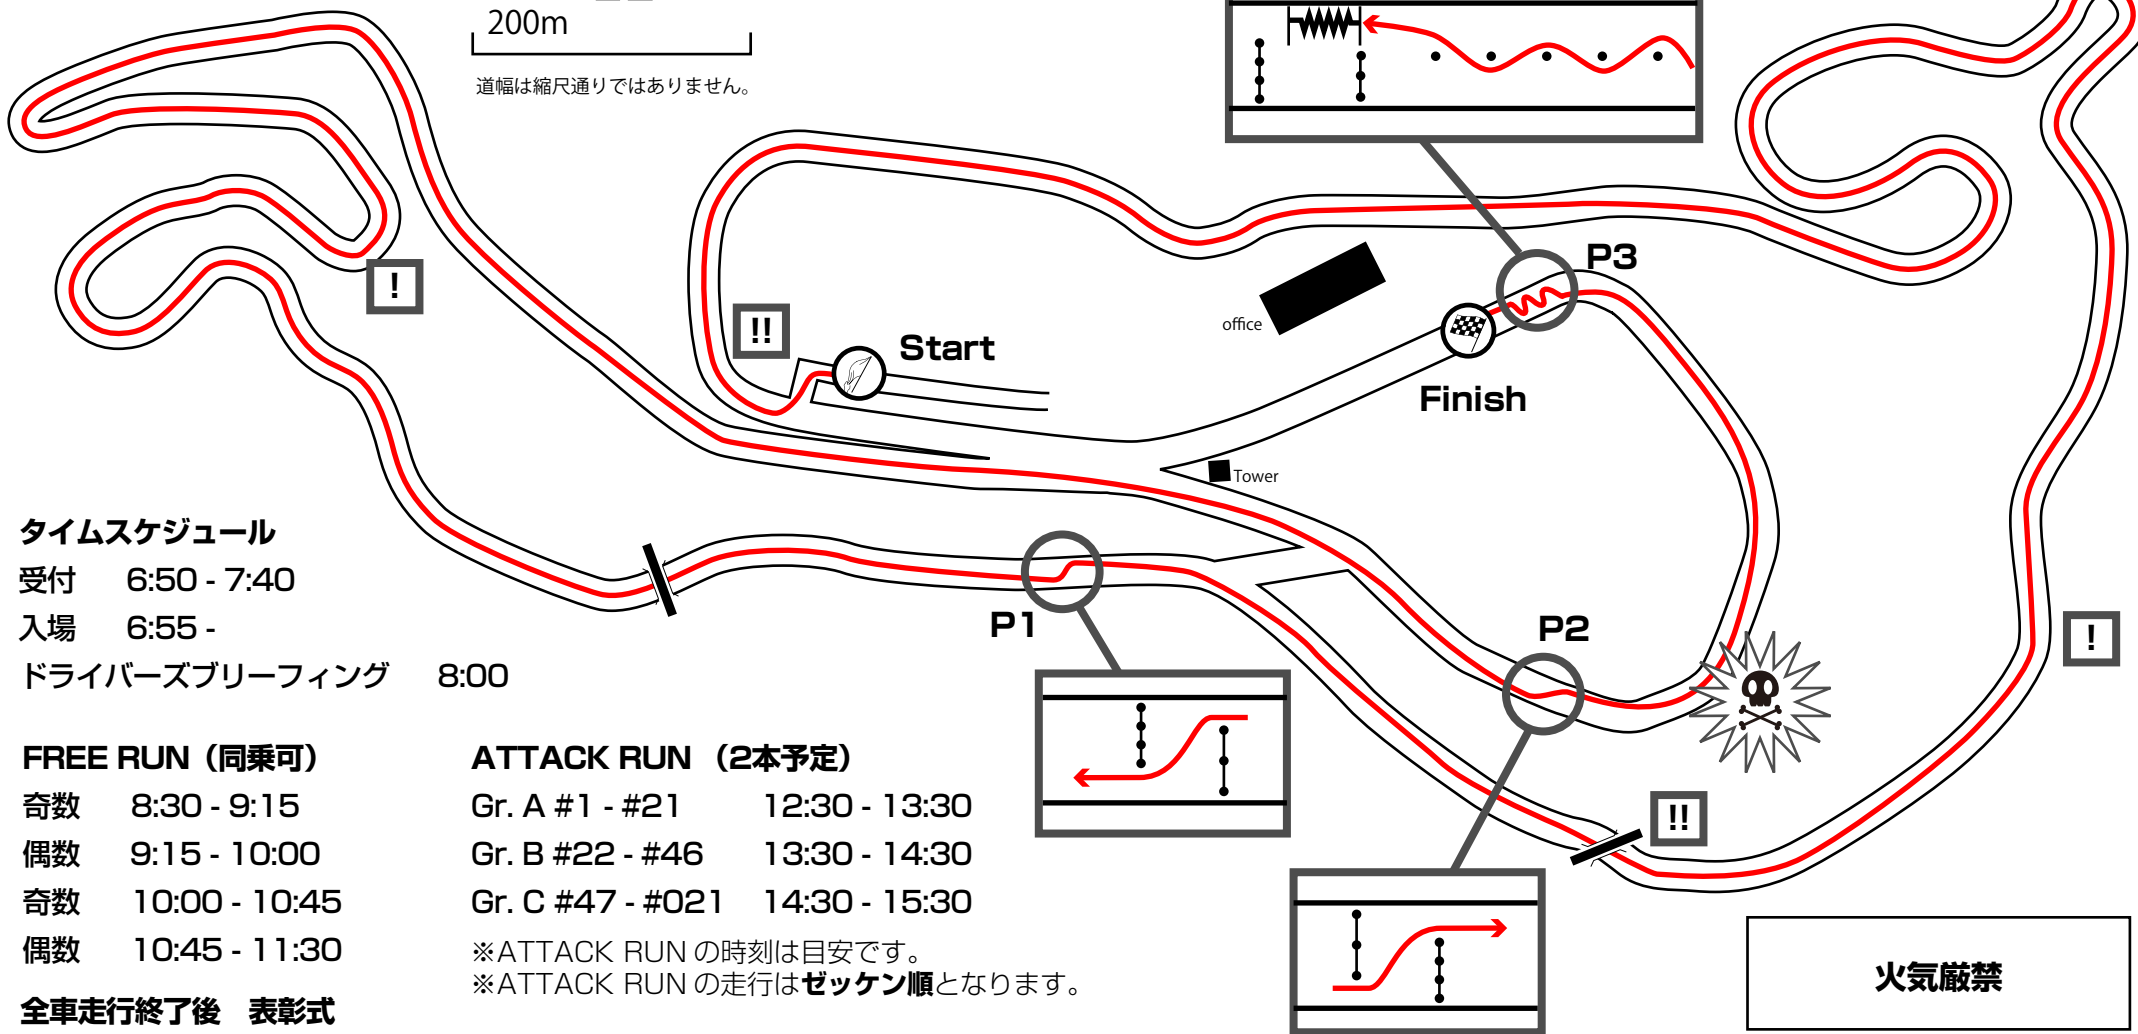 200m
道幅は縮尺通りではありません。
!
!!
Start
office
P3
Finish
Tower
P1
P2
!
!!
タイムスケジュール
受付 6:50 - 7:40
入場 6:55 -
ドライバーズブリーフィング 8:00
FREE RUN（同乗可）
奇数 8:30 - 9:15
偶数 9:15 - 10:00
奇数 10:00 - 10:45
偶数 10:45 - 11:30
全車走行終了後 表彰式
ATTACK RUN （2本予定）
Gr. A #1 - #21 12:30 - 13:30
Gr. B #22 - #46 13:30 - 14:30
Gr. C #47 - #021 14:30 - 15:30
※ATTACK RUN の時刻は目安です。
※ATTACK RUN の走行はゼッケン順となります。
火気厳禁